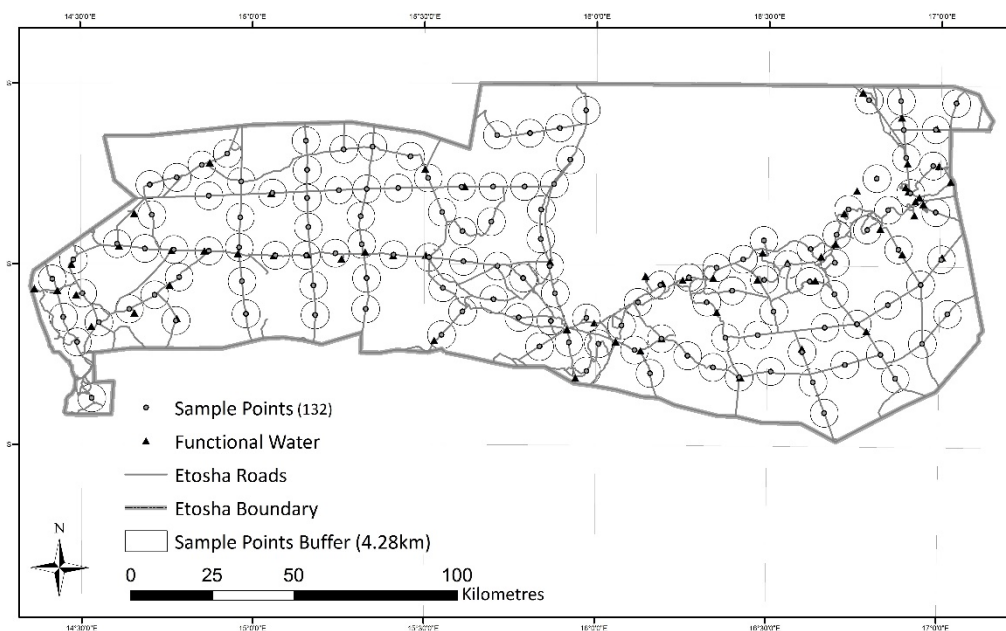 14°30'0"E 15°0'0"E 15°30'0"E 16°0'0"E 16°30'0"E 17°0'0"E
S
S
S
Sample Points (132)
Functional Water
Etosha Roads
Etosha Boundary
Sample Points Buffer (4.28km)
N
0 25 50 100
Kilometres
14°30'0"E 15°0'0"E 15°30'0"E 16°0'0"E 16°30'0"E 17°0'0"E